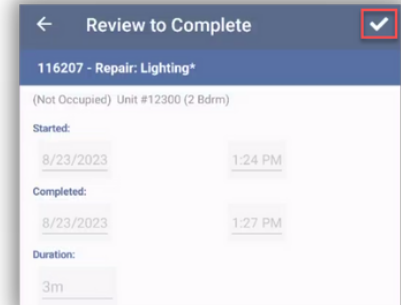 Review to Complete
116207 - Repair: Lighting*
(Not Occupied) Unit #12300 (2 Bdrm)
Started:
8/23/2023 1:24 PM
Completed:
8/23/2023 1:27 PM
Duration:
3m